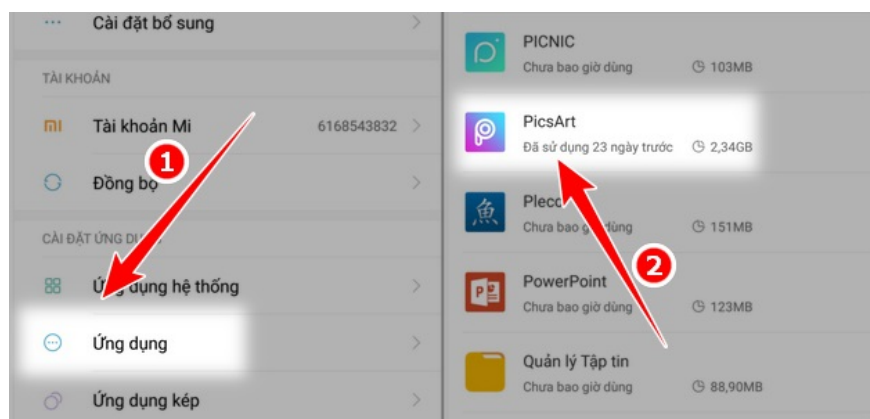 Cài đặt bổ sung
TÀI KHOẢN
Tài khoản Mi 6168543832
Đồng bộ
CÀI ĐẶT ỨNG DỤNG
Ứng dụng hệ thống
Ứng dụng
Ứng dụng kép
1
PICNIC
Chưa bao giờ dùng 103MB
PicsArt
Đã sử dụng 23 ngày trước 2,34GB
魚
Pleco
Chưa bao giờ dùng 151MB
PowerPoint
Chưa bao giờ dùng 123MB
Quản lý Tập tin
Chưa bao giờ dùng 88,90MB
2